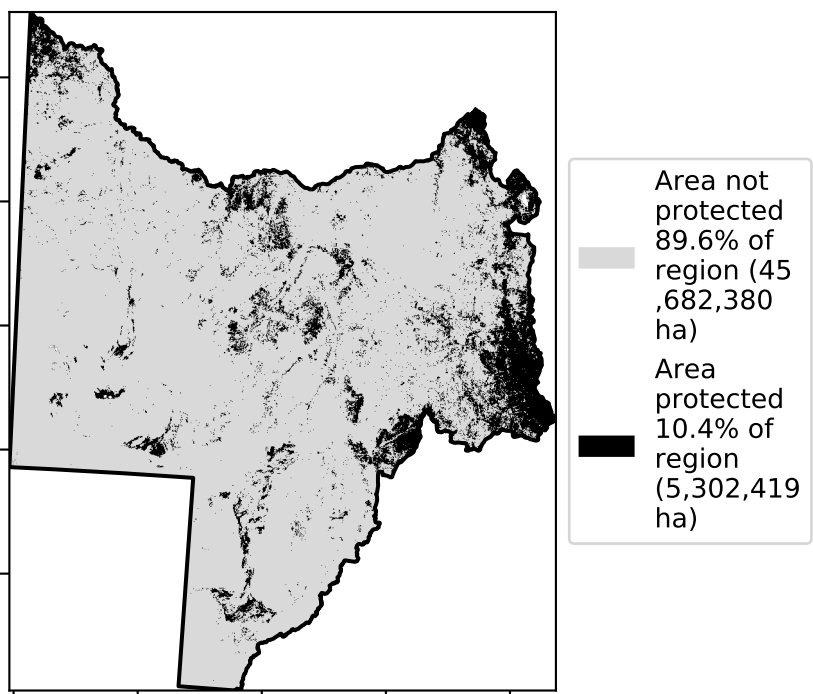 Area not
protected
89.6% of
region (45
,682,380
ha)
Area
protected
10.4% of
region
(5,302,419
ha)